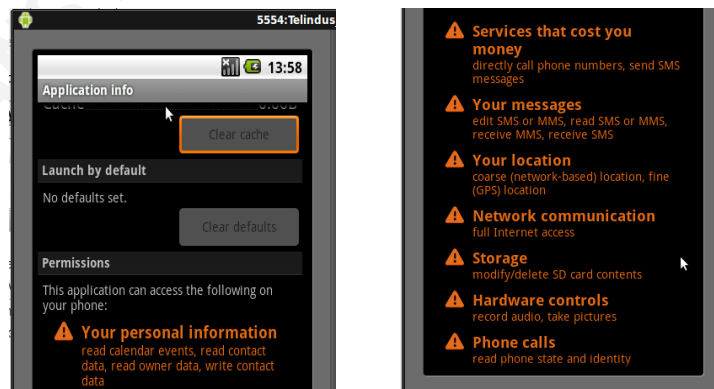 5554:Telindus
13:58
Application info
Cache
0.00B
Clear cache
Launch by default
No defaults set.
Clear defaults
Permissions
This application can access the following on
your phone:
Your personal information
read calendar events, read contact
data, read owner data, write contact
data
Services that cost you
money
directly call phone numbers, send SMS
messages
Your messages
edit SMS or MMS, read SMS or MMS,
receive MMS, receive SMS
Your location
coarse (network-based) location, fine
(GPS) location
Network communication
full Internet access
Storage
modify/delete SD card contents
Hardware controls
record audio, take pictures
Phone calls
read phone state and identity